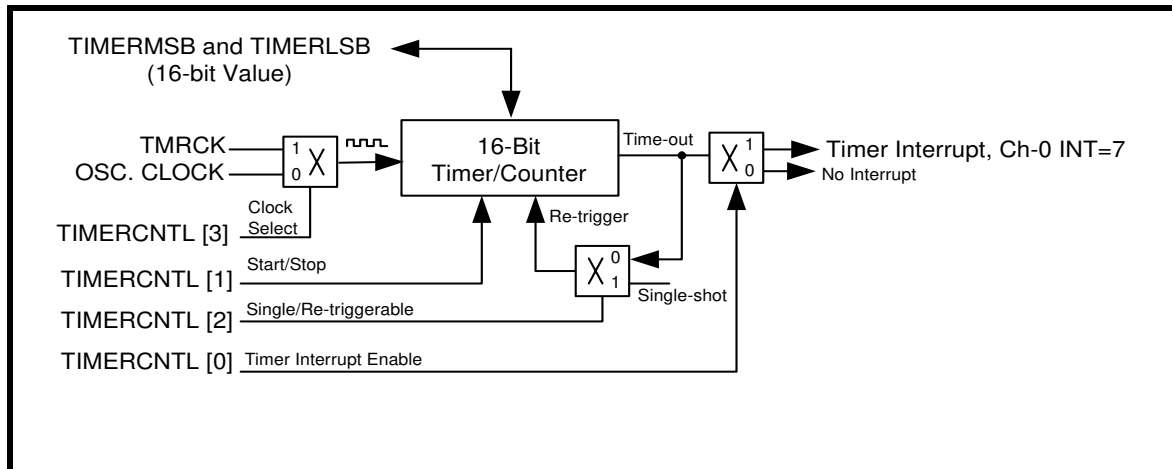 TIMERMSB and TIMERLSB
(16-bit Value)
TMRCK
OSC. CLOCK
1
0
X
16-Bit
Timer/Counter
Time-out
X
1
0
Timer Interrupt, Ch-0 INT=7
No Interrupt
Clock
Select
TIMERCNTL [3]
Re-trigger
TIMERCNTL [1]
Start/Stop
X
0
1
Single-shot
TIMERCNTL [2]
Single/Re-triggerable
TIMERCNTL [0]
Timer Interrupt Enable